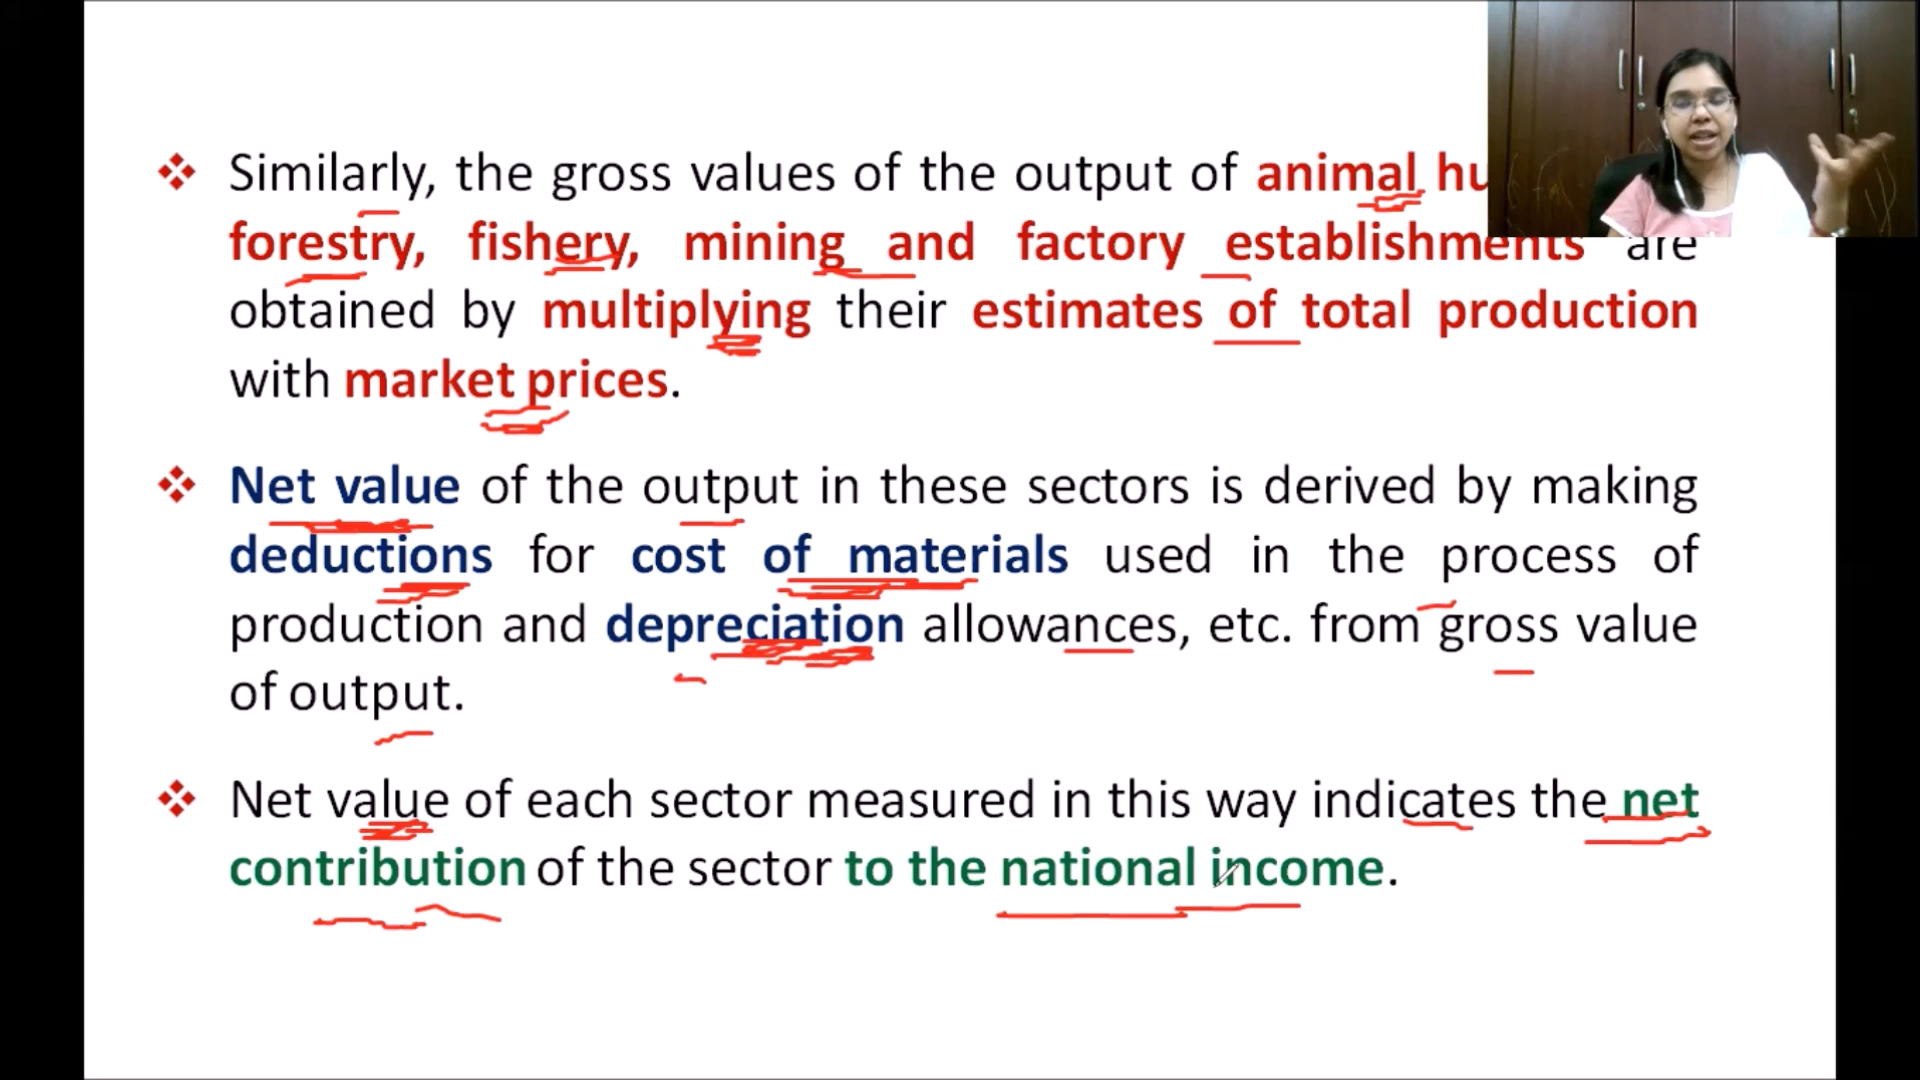 Similarly, the gross values of the output of animal
forestry, fishery, mining and factory establishments are
obtained by multiplying their estimates of total production
with market prices.
Net value of the output in these sectors is derived by making
deductions for cost of materials used in the process of
production and depreciation allowances, etc. from gross value
of output.
Net value of each sector measured in this way indicates the net
contribution of the sector to the national income.